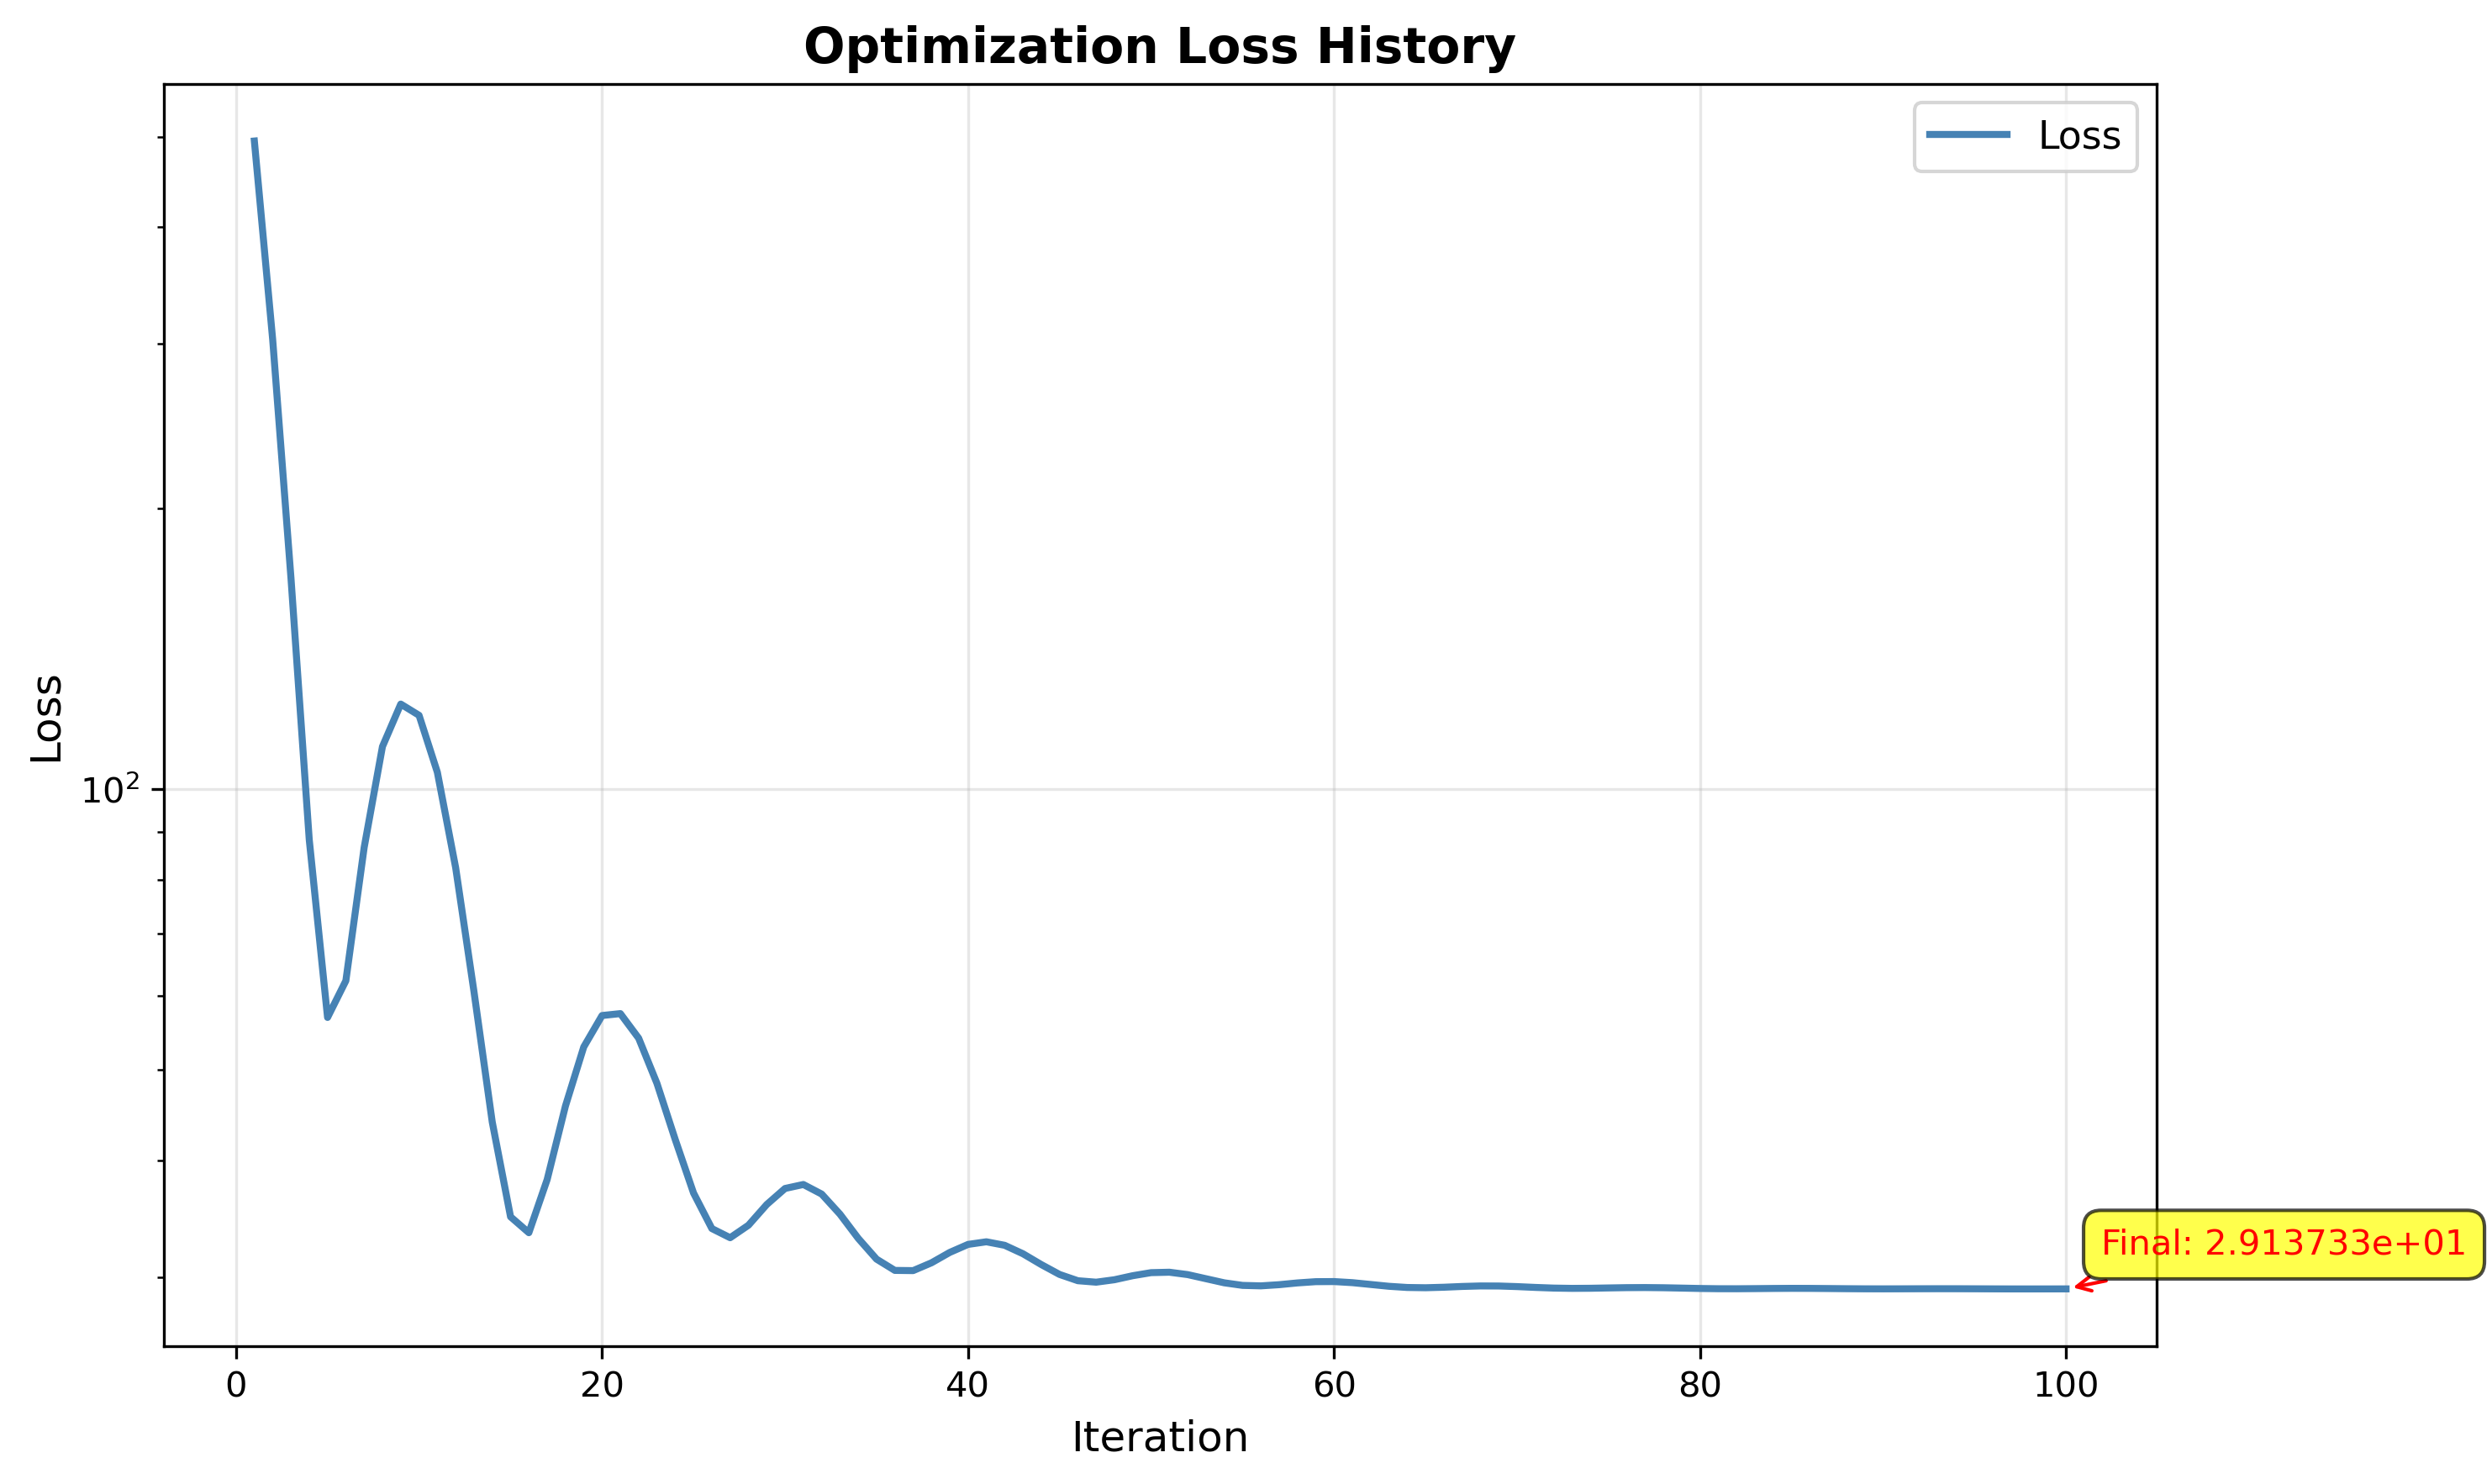 Optimization Loss History
Loss
Loss
10²
Final: 2.913733e+01
0 20 40 60 80 100
Iteration